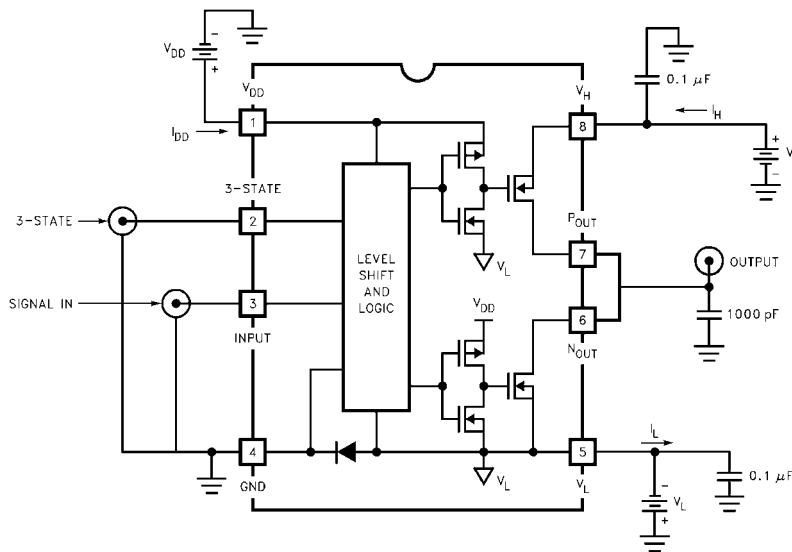 V_DD
-
+
V_DD
V_H
0.1 µF
I_H
I_DD
1
8
+
V
-
3-STATE
3-STATE
2
P_OUT
7
V_L
LEVEL
SHIFT
AND
LOGIC
OUTPUT
SIGNAL IN
3
INPUT
V_DD
6
N_OUT
1000 pF
4
GND
V_L
5
V_L
I_L
-
V_L
+
0.1 µF